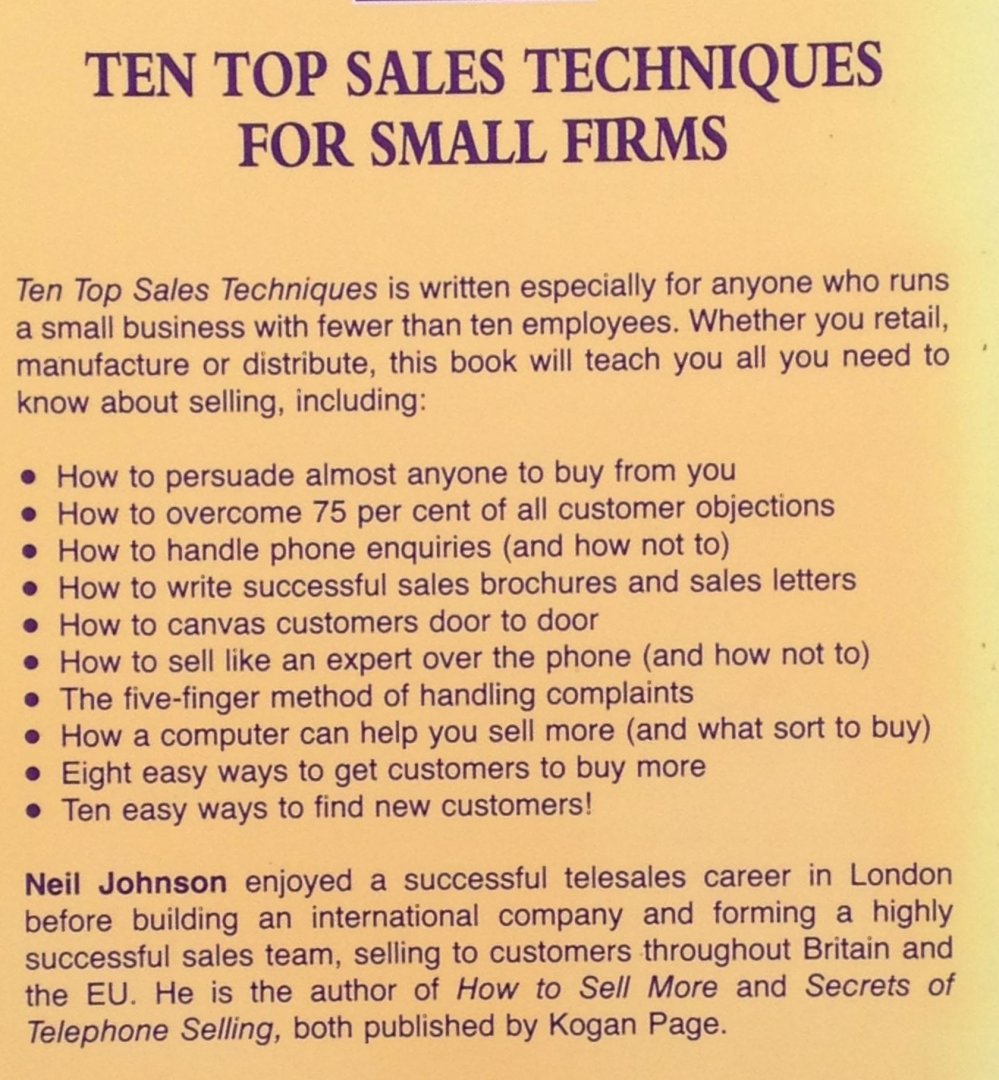 TEN TOP SALES TECHNIQUES
FOR SMALL FIRMS
Ten Top Sales Techniques is written especially for anyone who runs
a small business with fewer than ten employees. Whether you retail,
manufacture or distribute, this book will teach you all you need to
know about selling, including:
● How to persuade almost anyone to buy from you
● How to overcome 75 per cent of all customer objections
● How to handle phone enquiries (and how not to)
● How to write successful sales brochures and sales letters
● How to canvas customers door to door
● How to sell like an expert over the phone (and how not to)
● The five-finger method of handling complaints
● How a computer can help you sell more (and what sort to buy)
● Eight easy ways to get customers to buy more
● Ten easy ways to find new customers!
Neil Johnson enjoyed a successful telesales career in London
before building an international company and forming a highly
successful sales team, selling to customers throughout Britain and
the EU. He is the author of How to Sell More and Secrets of
Telephone Selling, both published by Kogan Page.